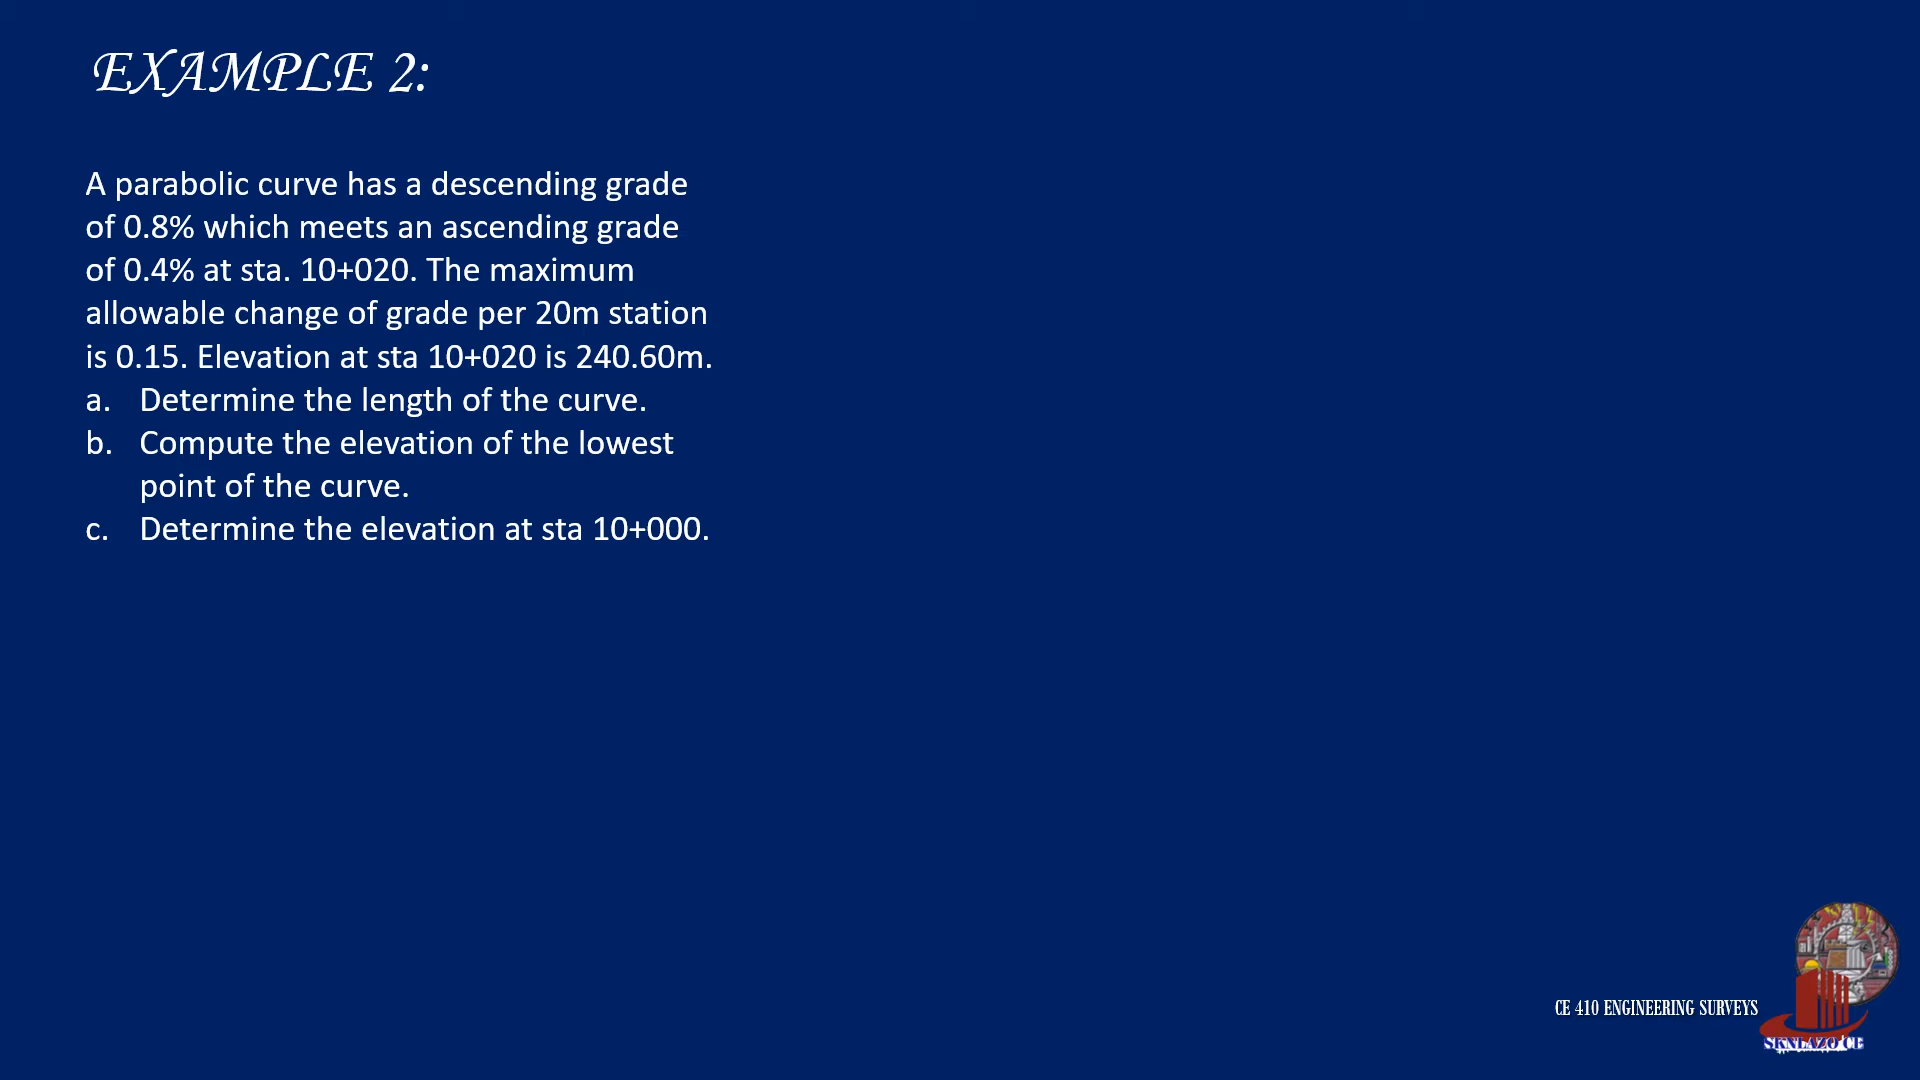 EXAMPLE 2:
A parabolic curve has a descending grade
of 0.8% which meets an ascending grade
of 0.4% at sta. 10+020. The maximum
allowable change of grade per 20m station
is 0.15. Elevation at sta 10+020 is 240.60m.
a. Determine the length of the curve.
b. Compute the elevation of the lowest
point of the curve.
c. Determine the elevation at sta 10+000.
CE 410 ENGINEERING SURVEYS
SKNLAZO CE